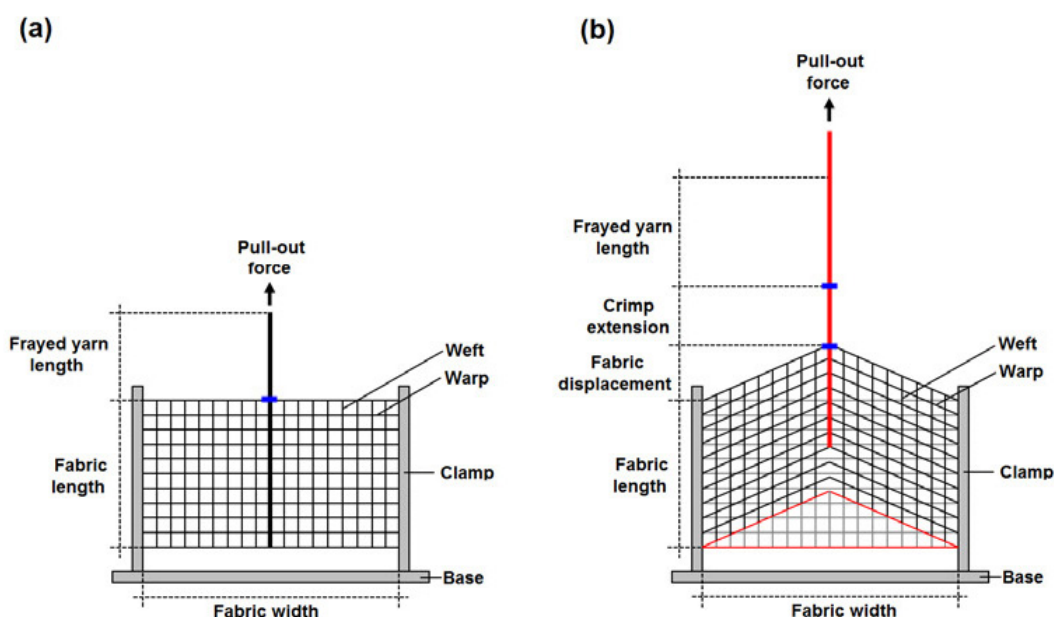 (a)
Pull-out
force
Frayed yarn
length
Weft
Warp
Fabric
length
Clamp
Base
Fabric width
(b)
Pull-out
force
Frayed yarn
length
Crimp
extension
Fabric
displacement
Weft
Warp
Fabric
length
Clamp
Base
Fabric width